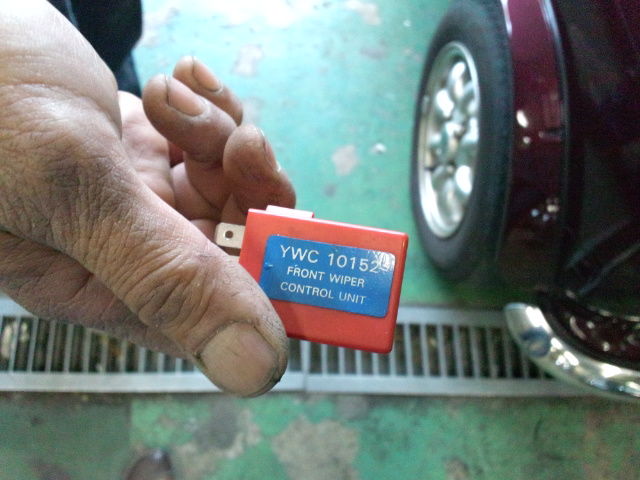 YWC 10152
FRONT WIPER
CONTROL UNIT